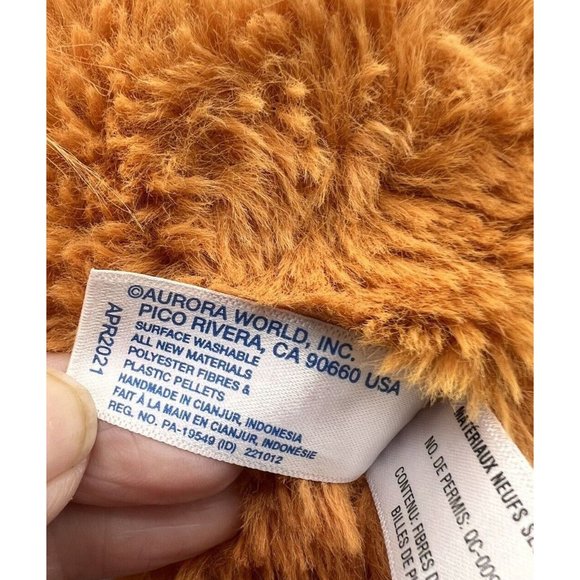 ©AURORA WORLD, INC.
PICO RIVERA, CA 90660 USA
SURFACE WASHABLE
ALL NEW MATERIALS
POLYESTER FIBRES &
PLASTIC PELLETS
HANDMADE IN CIANJUR, INDONESIA
FAIT À LA MAIN EN CIANJUR, INDONÉSIE
REG. NO. PA-19549 (ID) 221012
APR2021
MATÉRIAUX NEUFS
NO. DE PERMIS:
CONTENU: FIBRES
BILLES DE